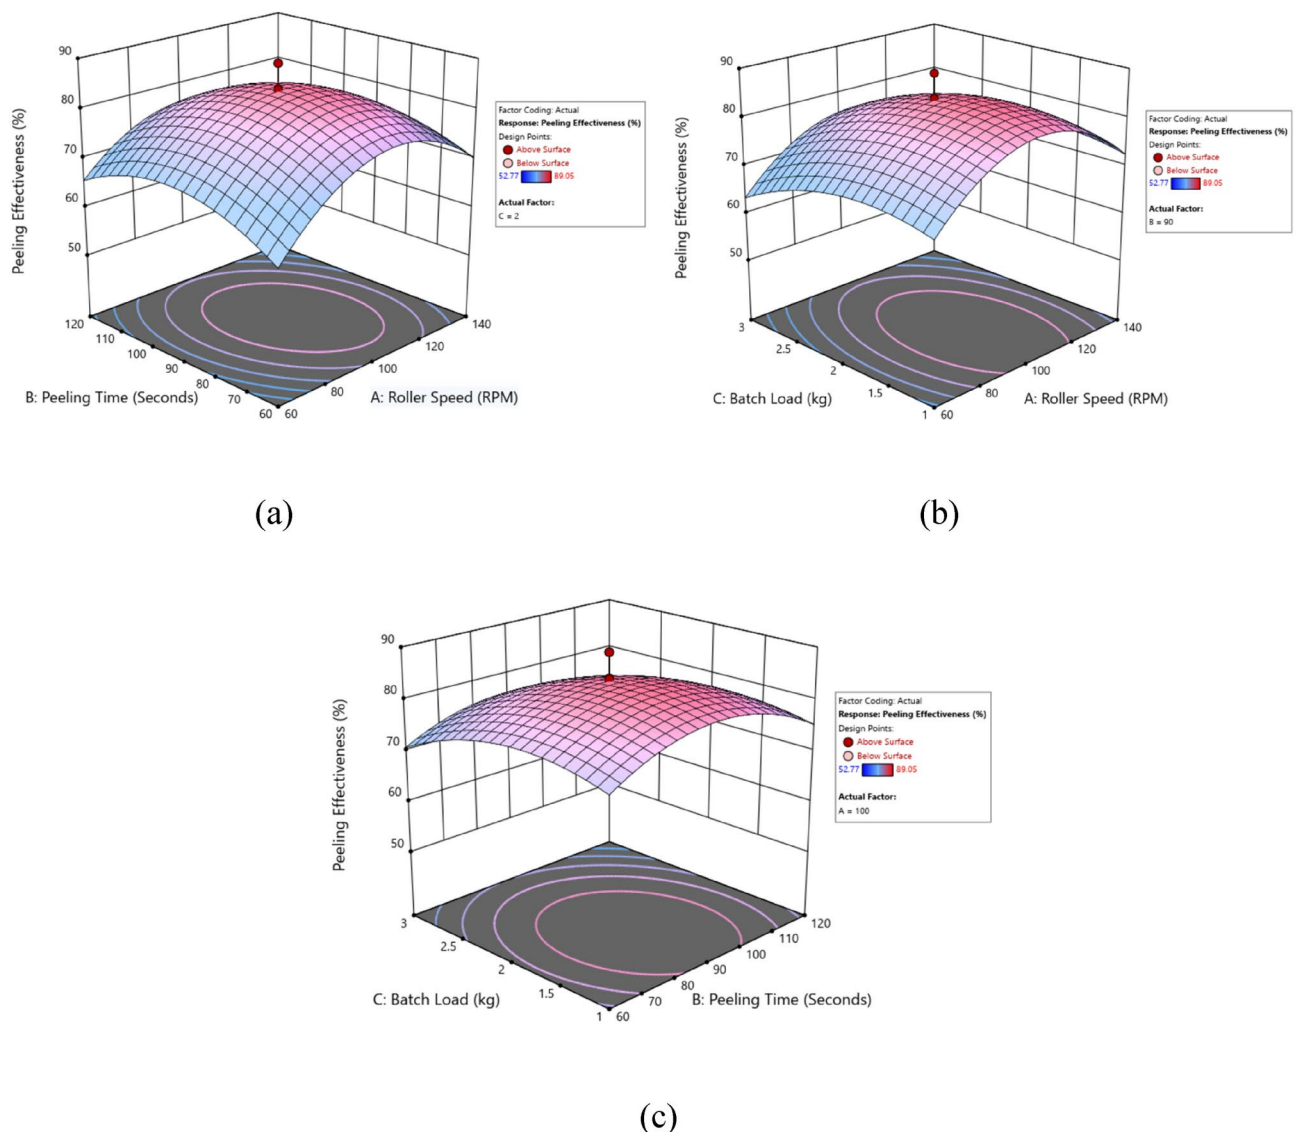 90
80
70
60
50
Peeling Effectiveness (%)
120
110
100
90
80
70
60
60
80
100
120
140
B: Peeling Time (Seconds)
A: Roller Speed (RPM)
Factor Coding: Actual
Response: Peeling Effectiveness (%)
Design Points:
Above Surface
Below Surface
52.77 89.05
Actual Factor:
C = 2
(a)
90
80
70
60
50
Peeling Effectiveness (%)
3
2.5
2
1.5
1
60
80
100
120
140
C: Batch Load (kg)
A: Roller Speed (RPM)
Factor Coding: Actual
Response: Peeling Effectiveness (%)
Design Points:
Above Surface
Below Surface
52.77 89.05
Actual Factor:
B = 90
(b)
90
80
70
60
50
Peeling Effectiveness (%)
3
2.5
2
1.5
1
60
70
80
90
100
110
120
C: Batch Load (kg)
B: Peeling Time (Seconds)
Factor Coding: Actual
Response: Peeling Effectiveness (%)
Design Points:
Above Surface
Below Surface
52.77 89.05
Actual Factor:
A = 100
(c)